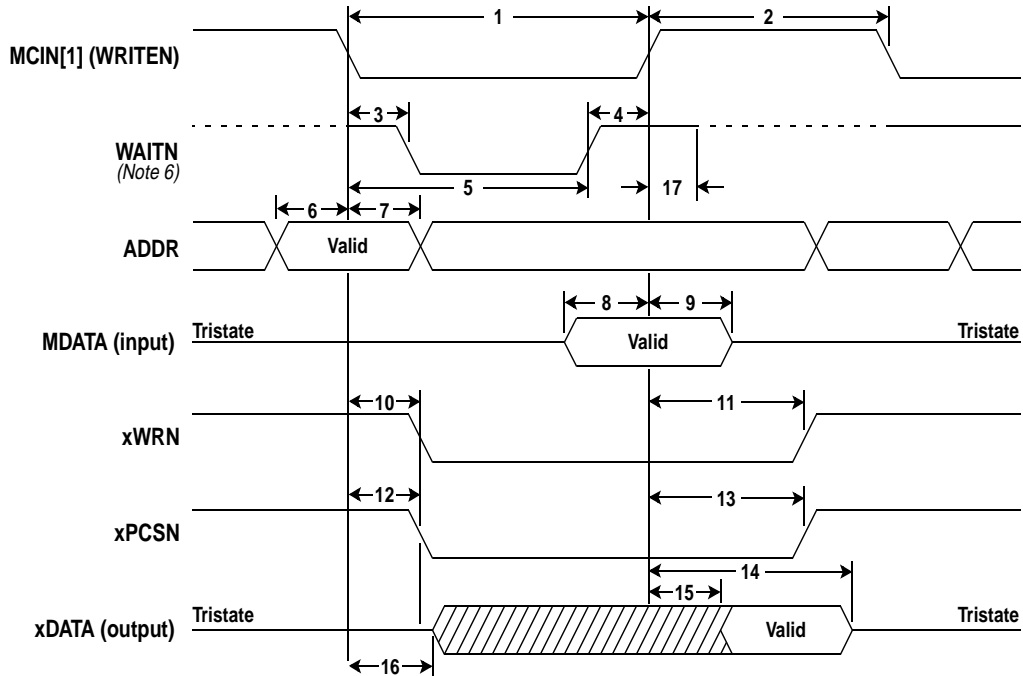 1
2
MCIN[1] (WRITEN)
3
4
WAITN
(Note 6)
5
17
6
7
ADDR
Valid
8
9
MDATA (input)
Tristate
Valid
Tristate
10
11
xWRN
12
13
xPCSN
14
15
xDATA (output)
Tristate
Valid
Tristate
16